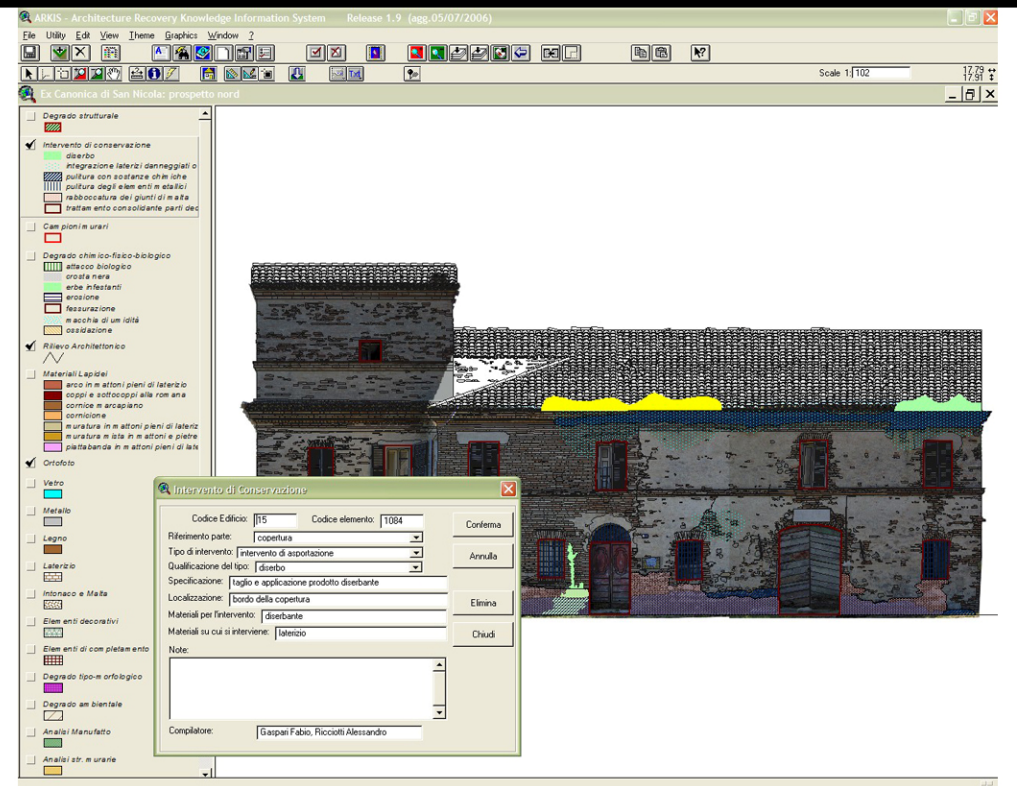 ARKIS - Architecture Recovery Knowledge Information System Release 1.9 (agg.05/07/2006)
File Utility Edit View Theme Graphics Window ?
Scale 1: 102
17.79
17.91
Ex Canonica di San Nicola: prospetto nord
Degrado strutturale
Intervento di conservazione
diserbo
integrazione laterizi danneggiati o
pulitura con sostanze chimiche
pulitura degli elementi metallici
rabboccatura dei giunti di malta
trattamento consolidante parti dec
Campioni murari
Degrado chimico-fisico-biologico
attacco biologico
crosta nera
erbe infestanti
erosione
fessurazione
macchia di umidità
ossidazione
Rilievo Architettonico
Materiali Lapidei
arco in mattoni pieni di laterizio
coppi e sottocoppi alla romana
cornice marcapiano
cornicione
muratura in mattoni pieni di lateriz
muratura mista in mattoni e pietre
piattabanda in mattoni pieni di late
Ortofoto
Vetro
Metallo
Legno
Laterizio
Intonaco e Malta
Elementi decorativi
Elementi di completamento
Degrado tipo-morfologico
Degrado ambientale
Analisi Manufatto
Analisi str. murarie
Intervento di Conservazione
Codice Edificio: 15 Codice elemento: 1084
Riferimento parte: copertura
Tipo di intervento: intervento di asportazione
Qualificazione del tipo: diserbo
Specificazione: taglio e applicazione prodotto diserbante
Localizzazione: bordo della copertura
Materiali per l'intervento: diserbante
Materiali su cui si interviene: laterizio
Note:
Compilatore: Gaspari Fabio, Ricciotti Alessandro
Conferma
Annulla
Elimina
Chiudi